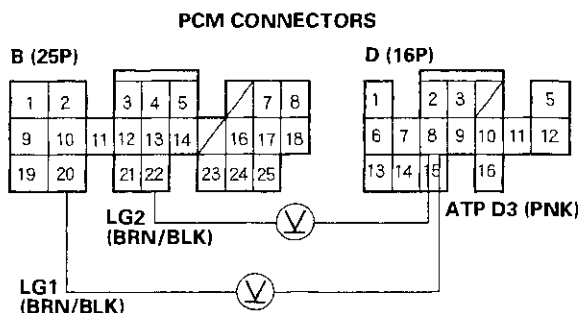 PCM CONNECTORS
B (25P) D (16P)
1 2 3 4 5 7 8 1 2 3 5
9 10 11 12 13 14 16 17 18 6 7 8 9 10 11 12
19 20 21 22 23 24 25 13 14 15 16
LG2 ATP D3 (PNK)
(BRN/BLK) V
LG1
(BRN/BLK) V